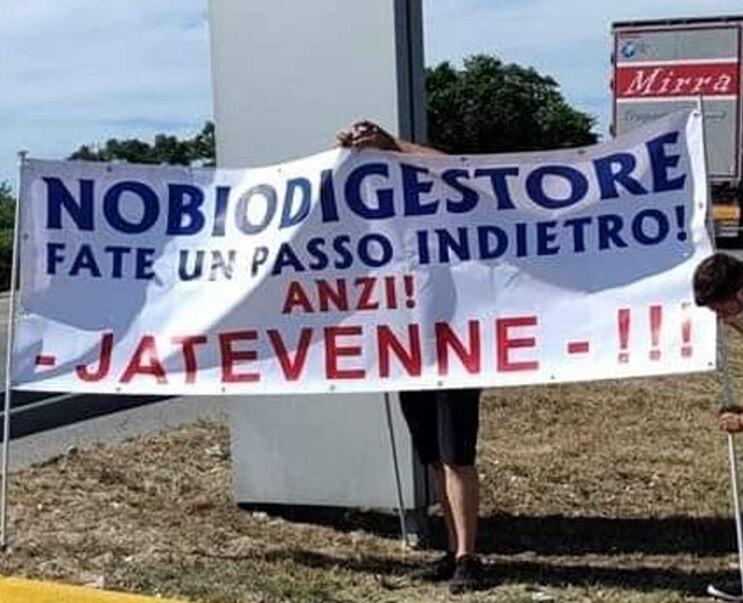 NOBIODIGESTORE
FATE UN PASSO INDIETRO!
ANZI!
- JATEVENNE - !!!
Mirra